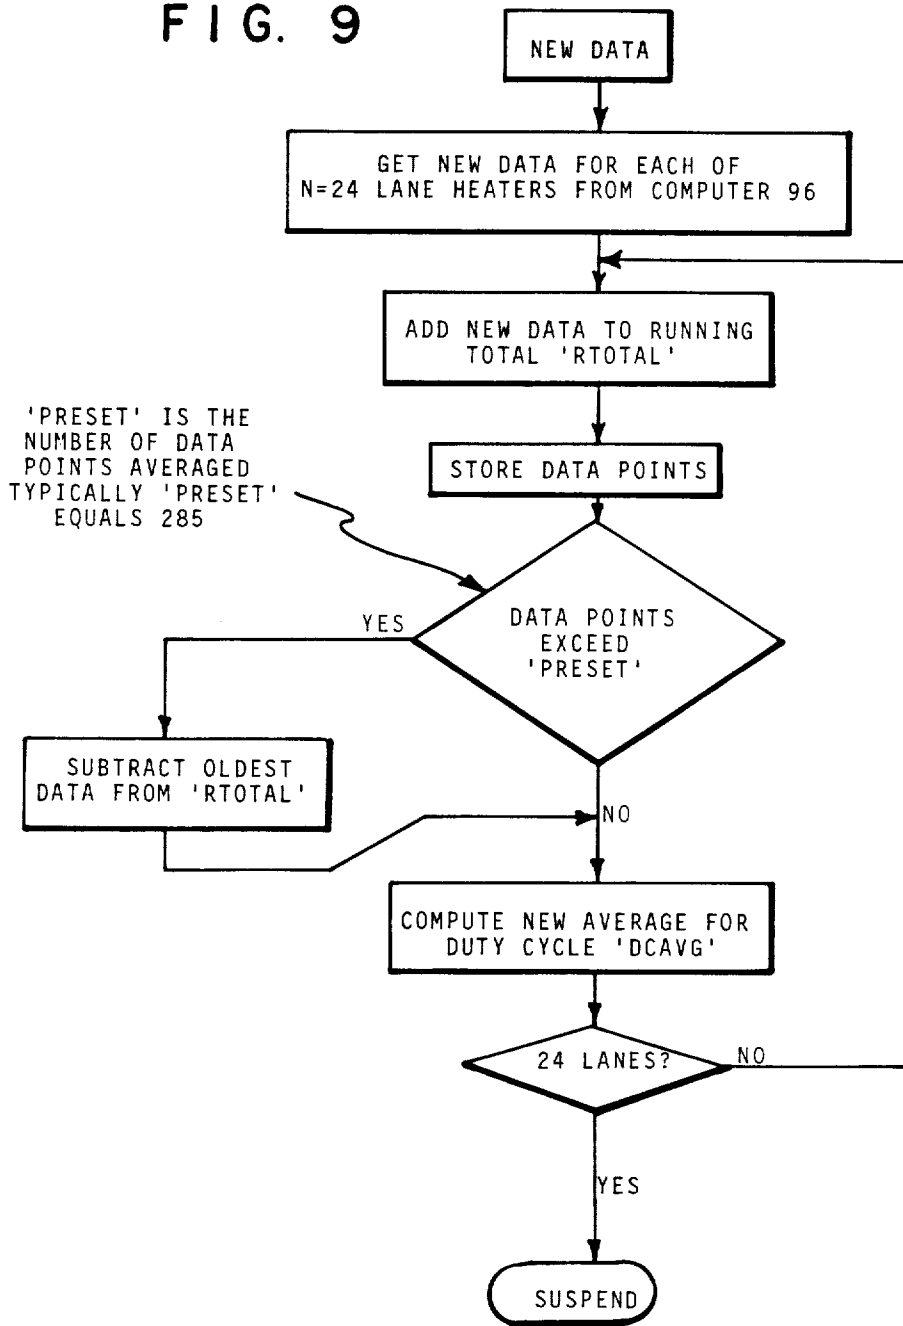 FIG. 9
NEW DATA
GET NEW DATA FOR EACH OF
N=24 LANE HEATERS FROM COMPUTER 96
ADD NEW DATA TO RUNNING
TOTAL 'RTOTAL'
'PRESET' IS THE
NUMBER OF DATA
POINTS AVERAGED
TYPICALLY 'PRESET'
EQUALS 285
STORE DATA POINTS
DATA POINTS
EXCEED
'PRESET'
YES
SUBTRACT OLDEST
DATA FROM 'RTOTAL'
NO
COMPUTE NEW AVERAGE FOR
DUTY CYCLE 'DCAVG'
24 LANES?
NO
YES
SUSPEND